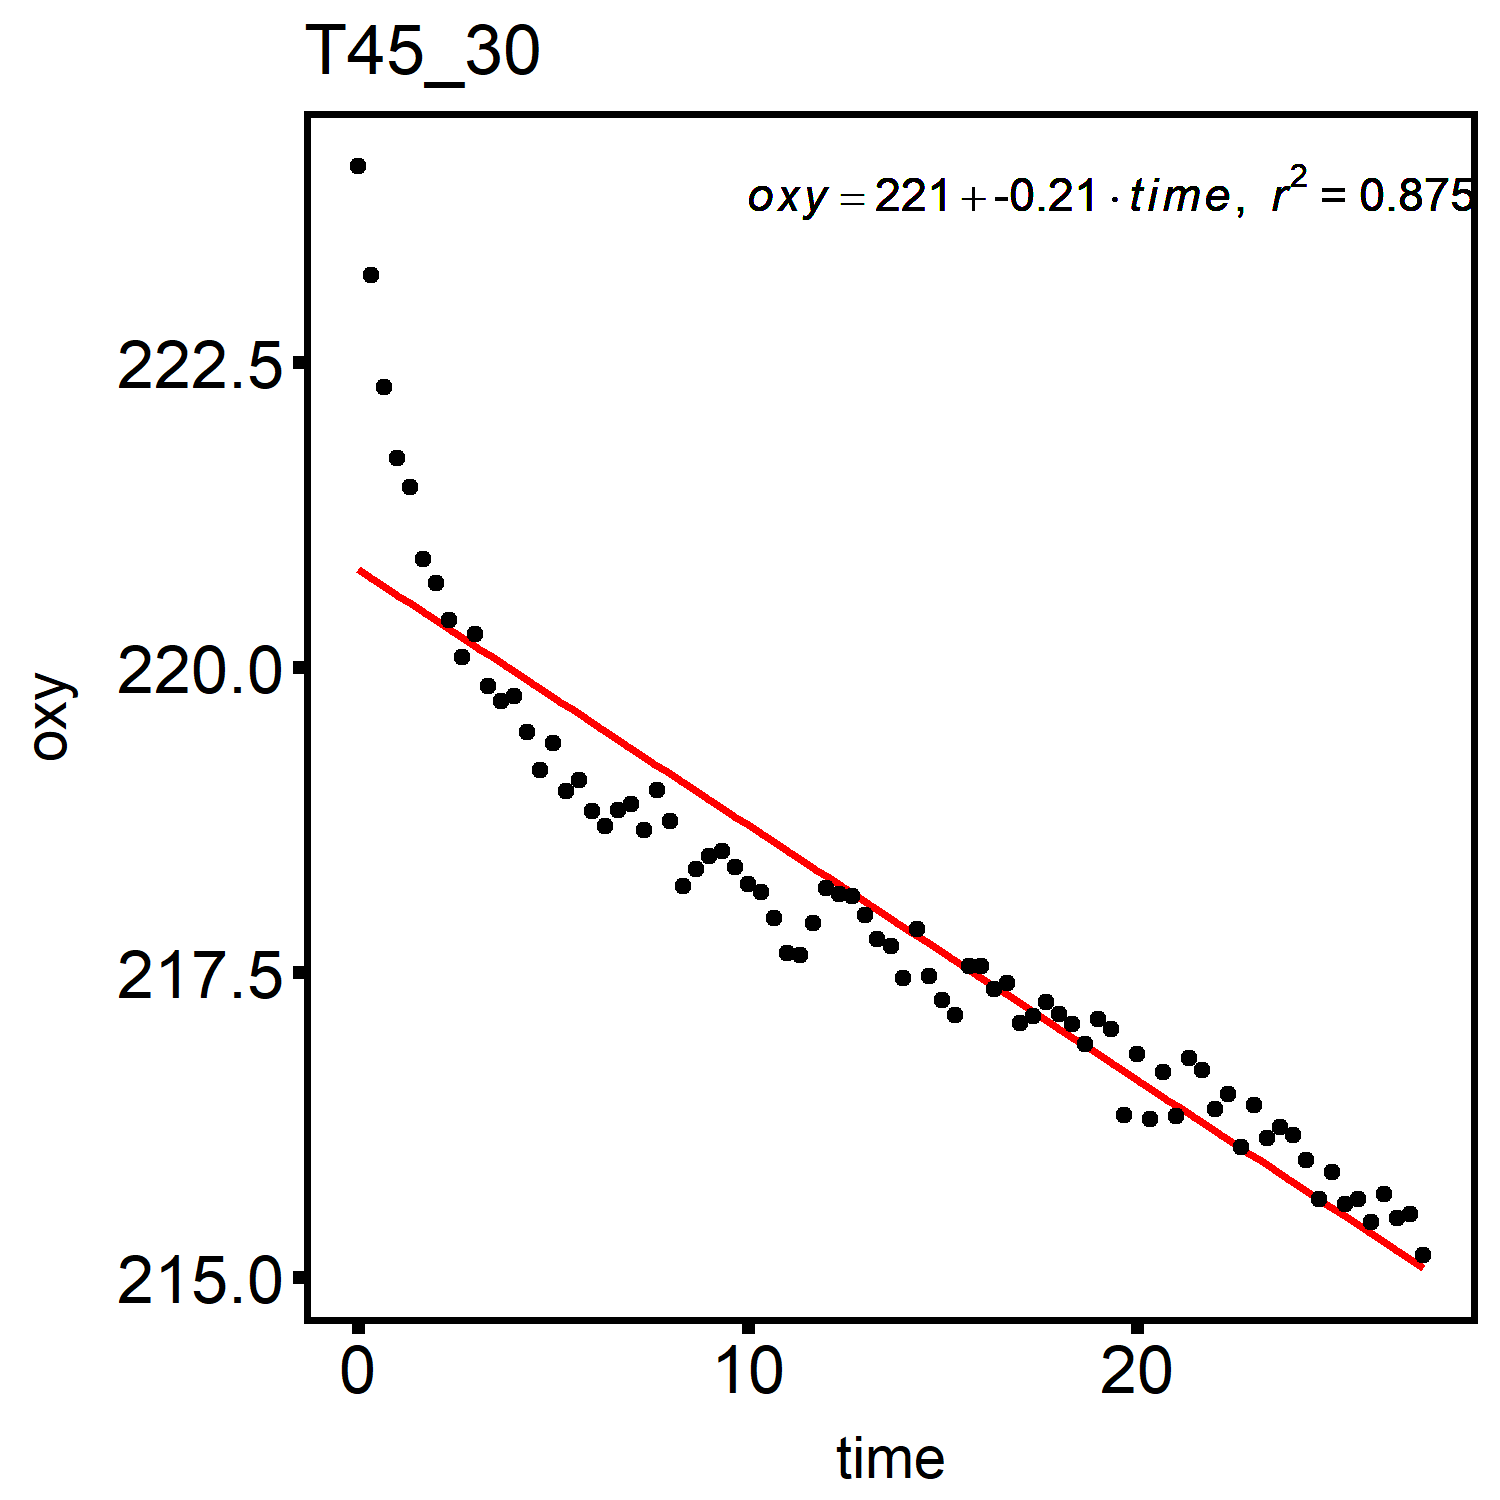 T45_30
oxy = 221 + -0.21 · time, r² = 0.875
222.5
220.0
217.5
215.0
oxy
0 10 20
time